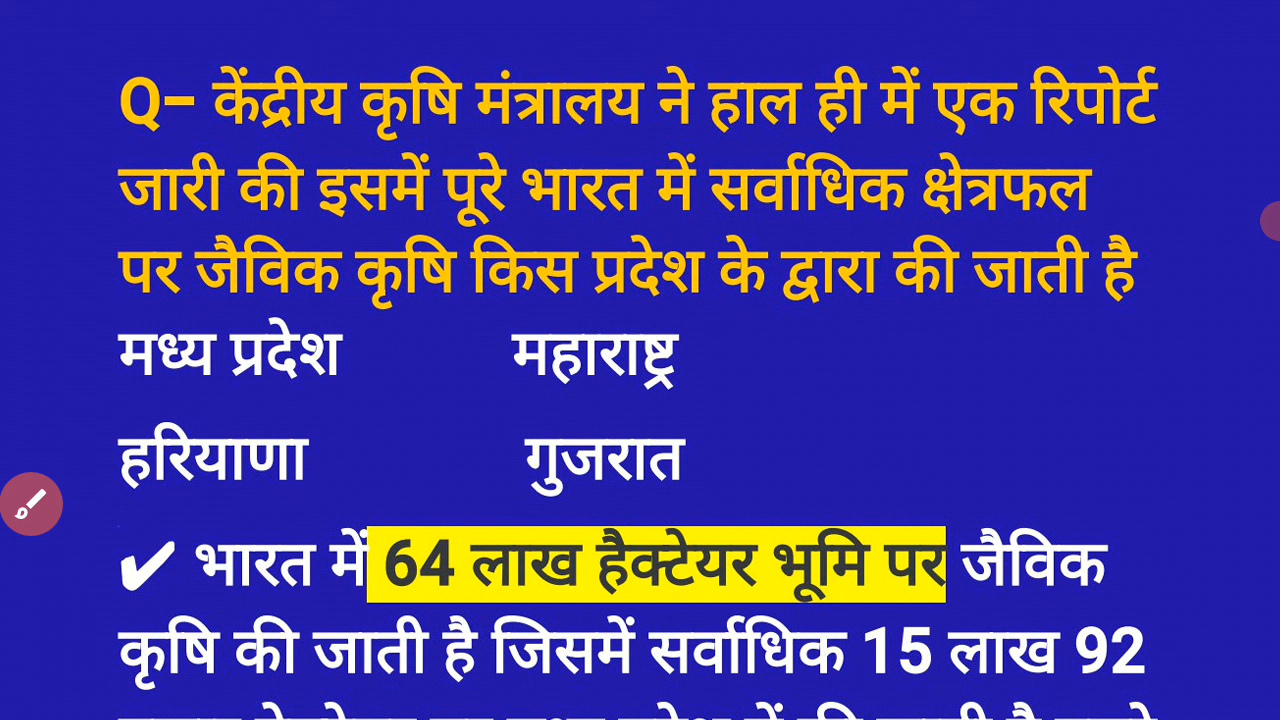 Q– केंद्रीय कृषि मंत्रालय ने हाल ही में एक रिपोर्ट
जारी की इसमें पूरे भारत में सर्वाधिक क्षेत्रफल
पर जैविक कृषि किस प्रदेश के द्वारा की जाती है
मध्य प्रदेश महाराष्ट्र
हरियाणा गुजरात
✔ भारत में 64 लाख हैक्टेयर भूमि पर जैविक
कृषि की जाती है जिसमें सर्वाधिक 15 लाख 92